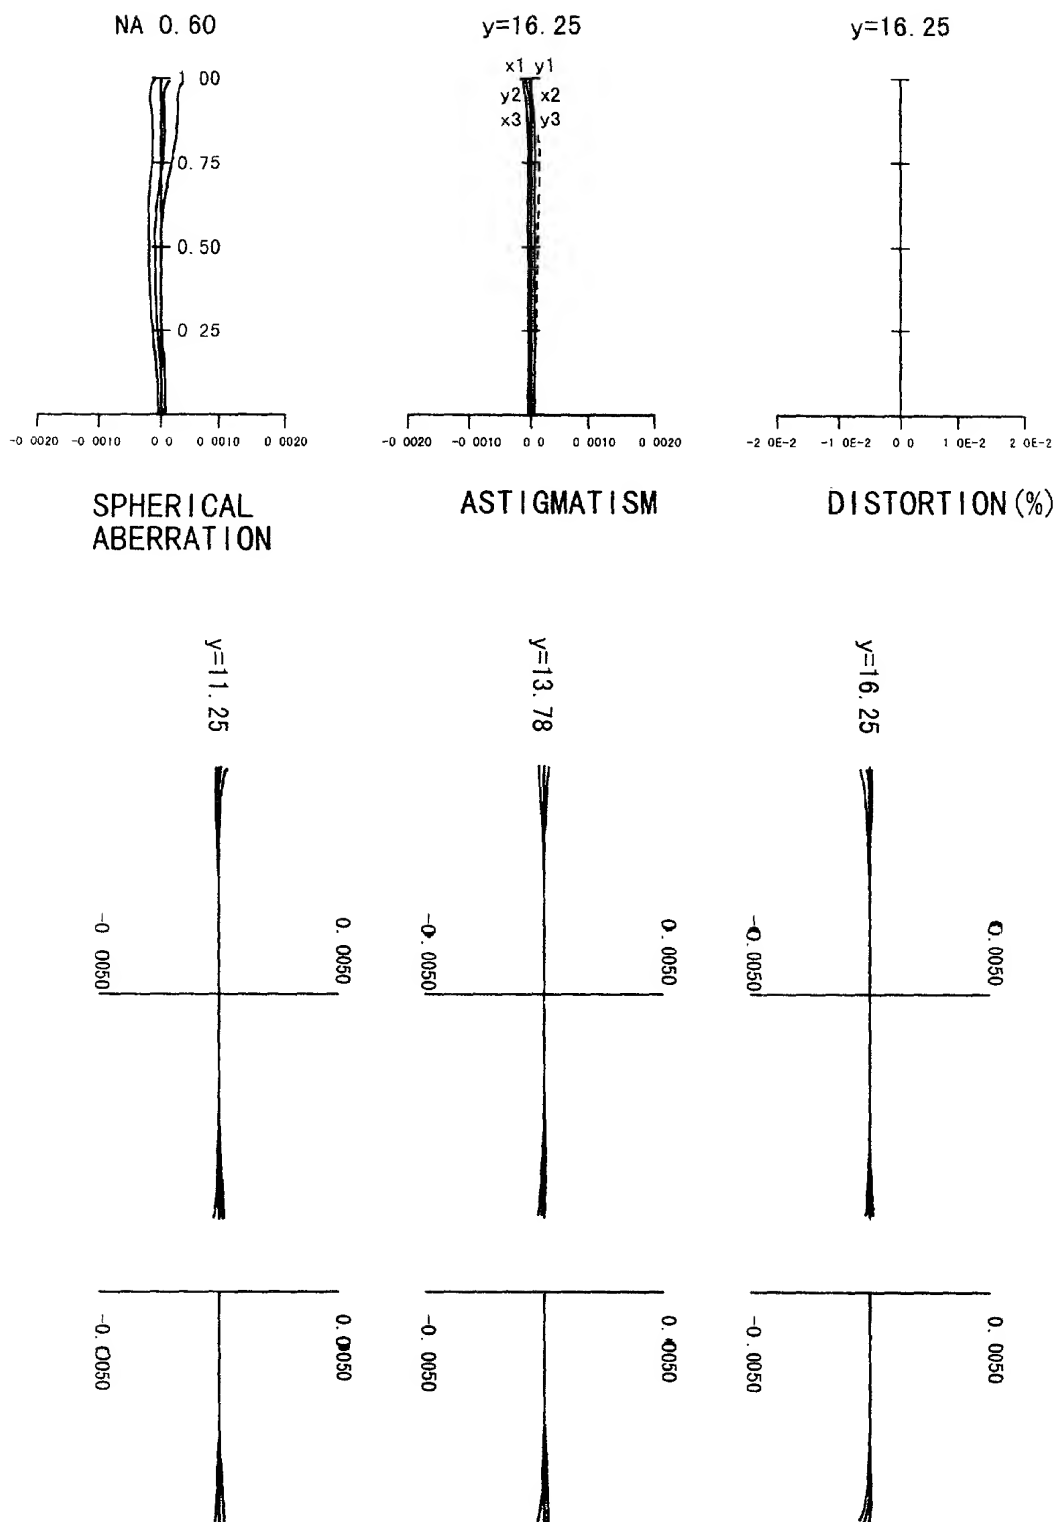 NA 0.60
y=16.25
y=16.25
1 00
0.75
0.50
0 25
x1 y1
y2 x2
x3 y3
-0 0020 -0 0010 0 0 0 0010 0 0020
-0 0020 -0 0010 0 0 0 0010 0 0020
-2 0E-2 -1 0E-2 0 0 1 0E-2 2 0E-2
SPHERICAL
ABERRATION
ASTIGMATISM
DISTORTION(%)
y=11.25
y=13.78
y=16.25
-0 0050
0.0050
-0.0050
0.0050
-0.0050
0.0050
-0.0050
0.0050
-0.0050
0.0050
-0.0050
0.0050